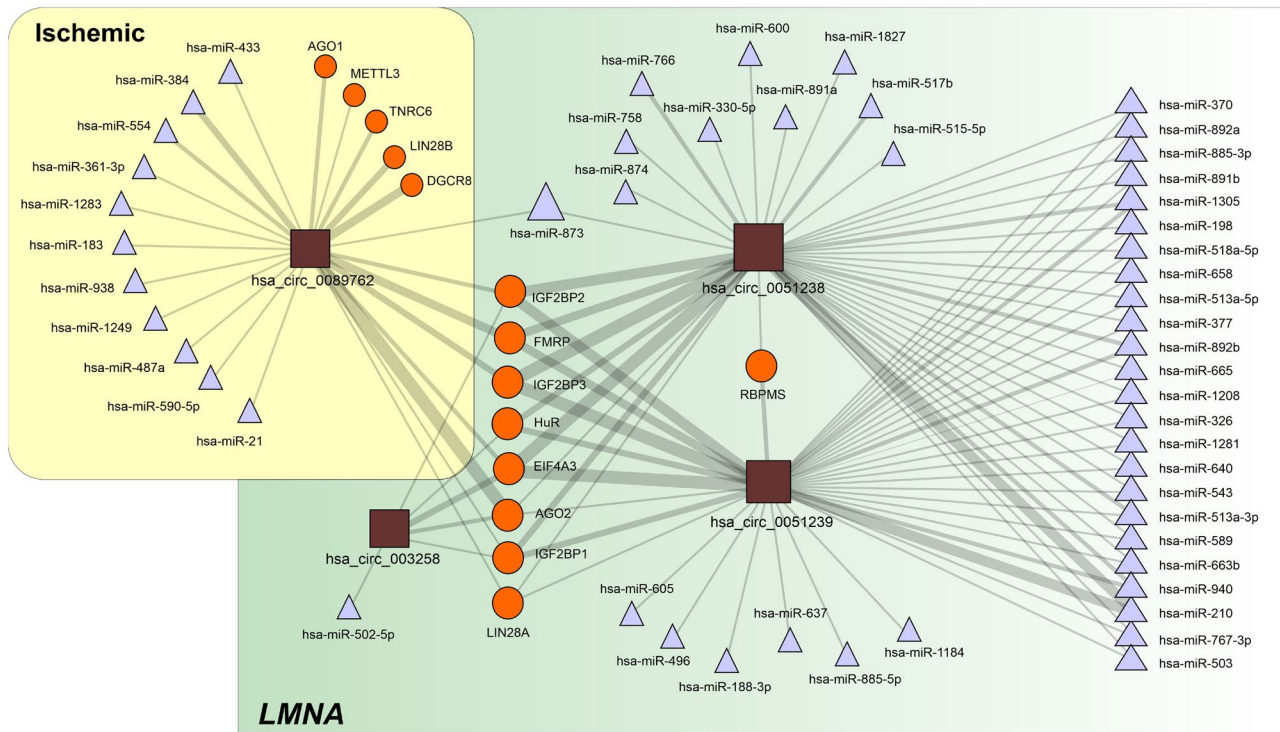 Ischemic
hsa-miR-433
hsa-miR-384
hsa-miR-554
hsa-miR-361-3p
hsa-miR-1283
hsa-miR-183
hsa-miR-938
hsa-miR-1249
hsa-miR-487a
hsa-miR-590-5p
hsa-miR-21
AGO1
METTL3
TNRC6
LIN28B
DGCR8
hsa_circ_0089762
hsa-miR-873
hsa-miR-600
hsa-miR-1827
hsa-miR-766
hsa-miR-891a
hsa-miR-517b
hsa-miR-330-5p
hsa-miR-758
hsa-miR-515-5p
hsa-miR-874
hsa_circ_0051238
IGF2BP2
FMRP
IGF2BP3
HuR
EIF4A3
AGO2
IGF2BP1
LIN28A
RBPMS
hsa_circ_0051239
hsa_circ_003258
hsa-miR-502-5p
hsa-miR-605
hsa-miR-637
hsa-miR-1184
hsa-miR-496
hsa-miR-188-3p
hsa-miR-885-5p
hsa-miR-370
hsa-miR-892a
hsa-miR-885-3p
hsa-miR-891b
hsa-miR-1305
hsa-miR-198
hsa-miR-518a-5p
hsa-miR-658
hsa-miR-513a-5p
hsa-miR-377
hsa-miR-892b
hsa-miR-665
hsa-miR-1208
hsa-miR-326
hsa-miR-1281
hsa-miR-640
hsa-miR-543
hsa-miR-513a-3p
hsa-miR-589
hsa-miR-663b
hsa-miR-940
hsa-miR-210
hsa-miR-767-3p
hsa-miR-503
LMNA